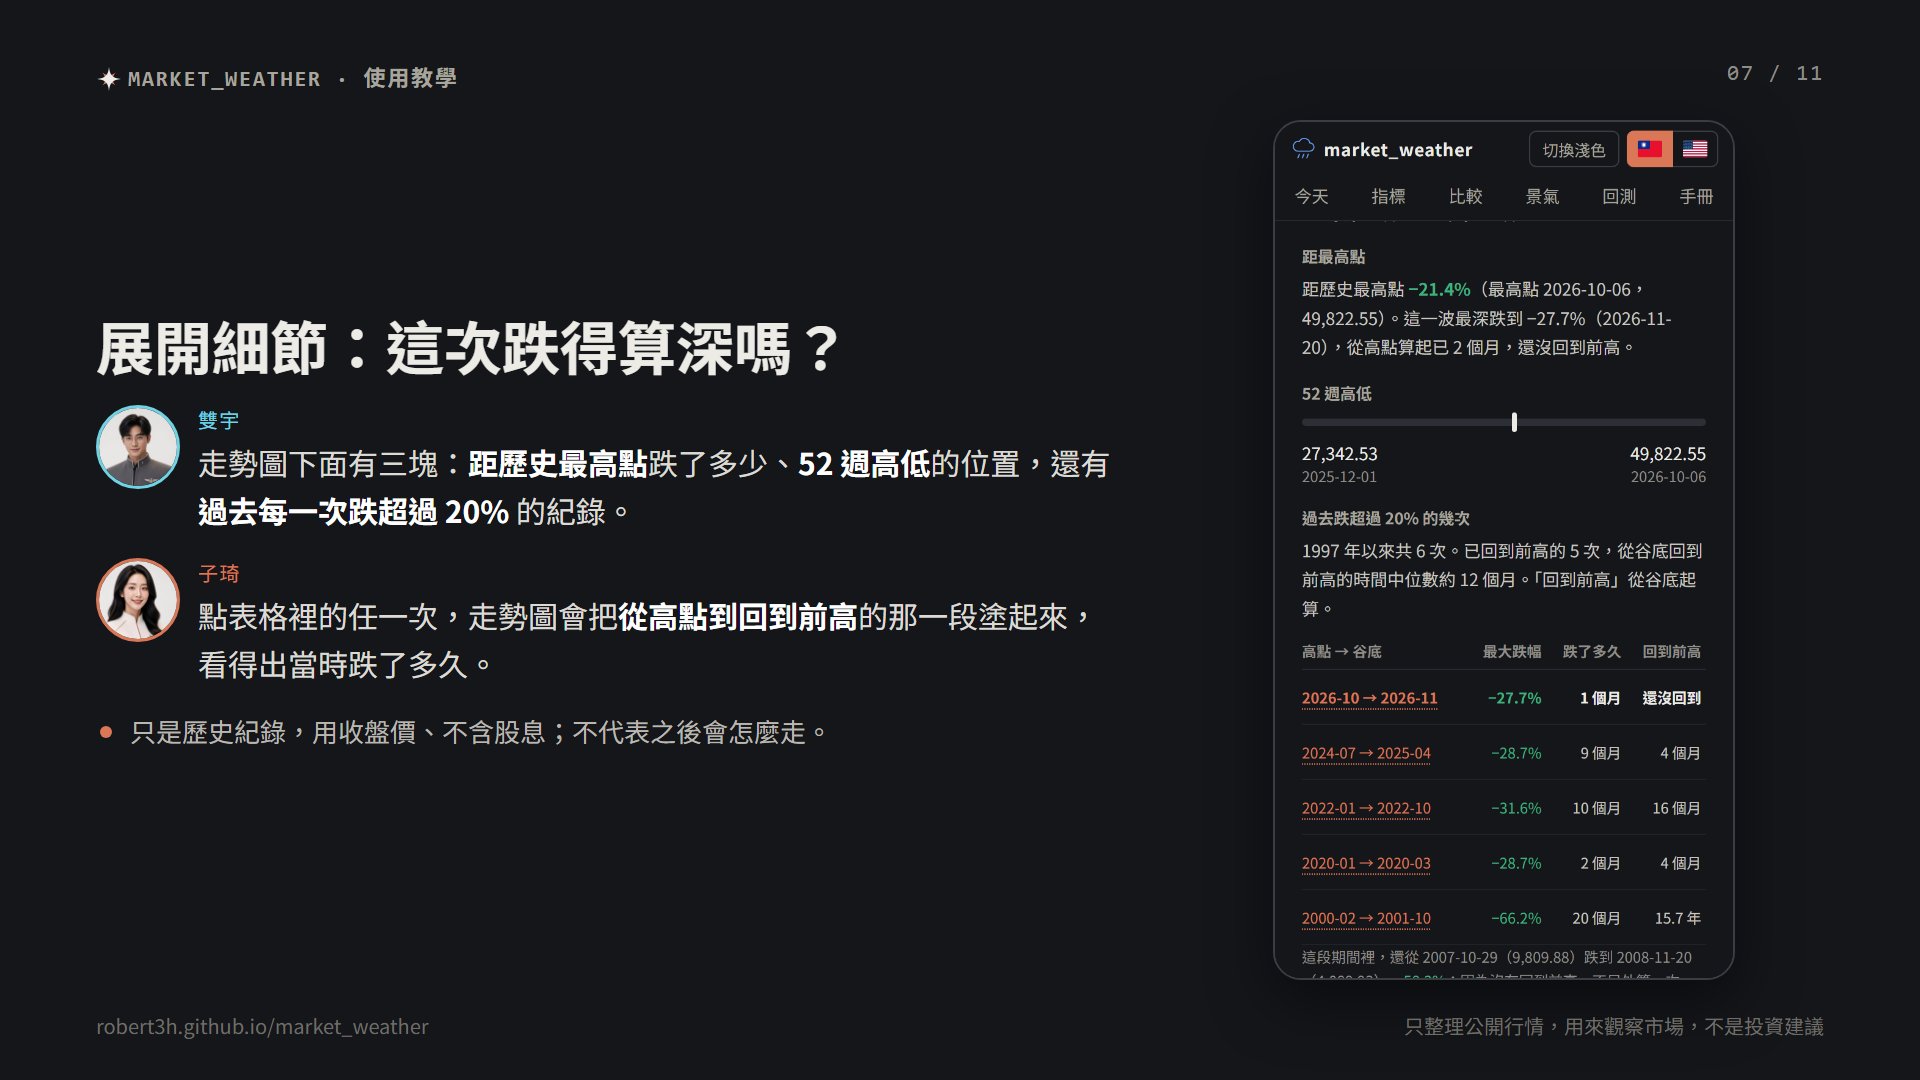 MARKET_WEATHER · 使用教學
07 / 11
展開細節：這次跌得算深嗎？
雙宇
走勢圖下面有三塊：距歷史最高點跌了多少、52 週高低的位置，還有
過去每一次跌超過 20% 的紀錄。
子琦
點表格裡的任一次，走勢圖會把從高點到回到前高的那一段塗起來，
看得出當時跌了多久。
只是歷史紀錄，用收盤價、不含股息；不代表之後會怎麼走。
market_weather
切換淺色
今天 指標 比較 景氣 回測 手冊
距最高點
距歷史最高點 −21.4%（最高點 2026-10-06，
49,822.55）。這一波最深跌到 −27.7%（2026-11-
20），從高點算起已 2 個月，還沒回到前高。
52 週高低
27,342.53 49,822.55
2025-12-01 2026-10-06
過去跌超過 20% 的幾次
1997 年以來共 6 次。已回到前高的 5 次，從谷底回到
前高的時間中位數約 12 個月。「回到前高」從谷底起
算。
高點 → 谷底 最大跌幅 跌了多久 回到前高
2026-10 → 2026-11 −27.7% 1 個月 還沒回到
2024-07 → 2025-04 −28.7% 9 個月 4 個月
2022-01 → 2022-10 −31.6% 10 個月 16 個月
2020-01 → 2020-03 −28.7% 2 個月 4 個月
2000-02 → 2001-10 −66.2% 20 個月 15.7 年
這段期間裡，還從 2007-10-29（9,809.88）跌到 2008-11-20
robert3h.github.io/market_weather
只整理公開行情，用來觀察市場，不是投資建議